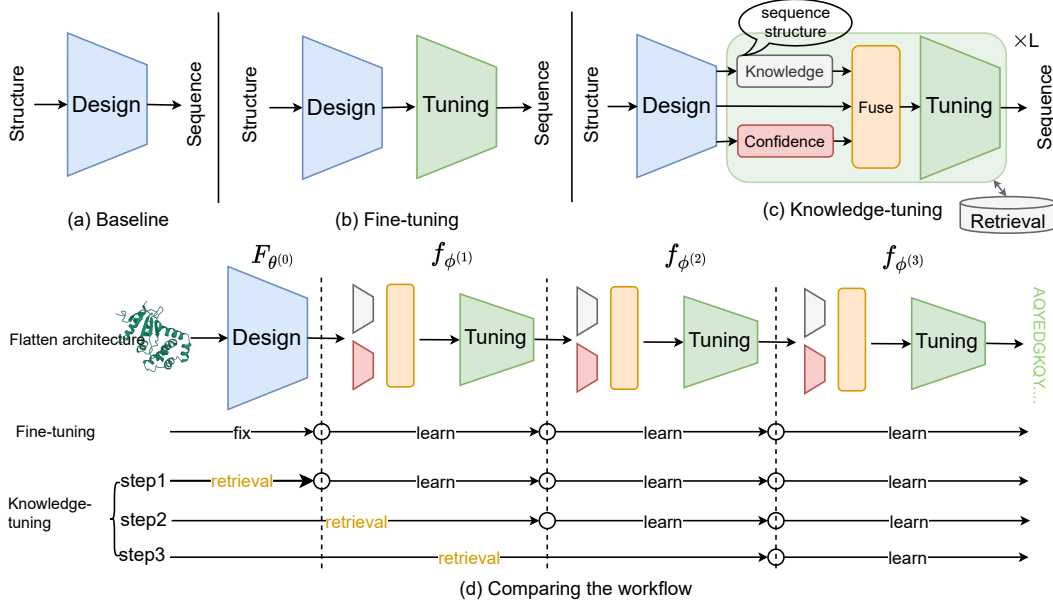 Structure
Design
Sequence
(a) Baseline
Structure
Design
Tuning
Sequence
(b) Fine-tuning
sequence
structure
×L
Structure
Design
Knowledge
Confidence
Fuse
Tuning
Sequence
(c) Knowledge-tuning
Retrieval
F_θ(0)
f_ϕ(1)
f_ϕ(2)
f_ϕ(3)
Flatten architecture
Design
Tuning
Tuning
Tuning
AQYEDGKQY....
Fine-tuning
fix
learn
learn
learn
Knowledge-
tuning
step1
retrieval
learn
learn
learn
step2
retrieval
learn
learn
step3
retrieval
learn
(d) Comparing the workflow